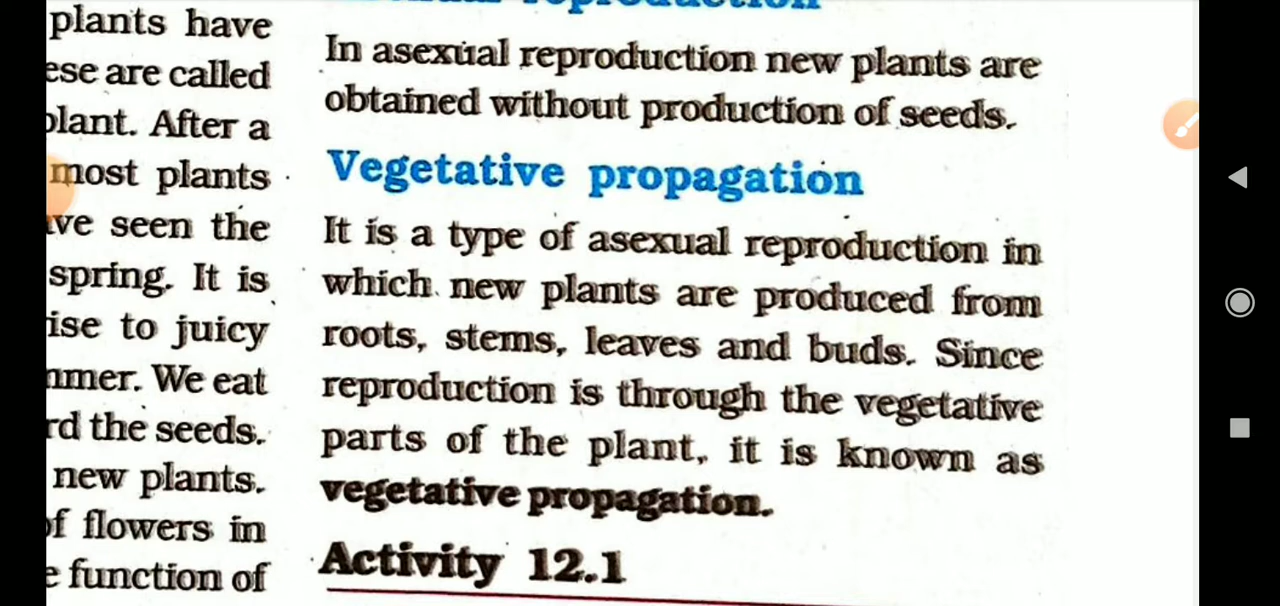 plants have
ese are called
plant. After a
most plants
ve seen the
spring. It is
ise to juicy
mer. We eat
rd the seeds.
new plants.
of flowers in
e function of
reproduction
In asexual reproduction new plants are
obtained without production of seeds.
Vegetative propagation
It is a type of asexual reproduction in
which new plants are produced from
roots, stems, leaves and buds. Since
reproduction is through the vegetative
parts of the plant, it is known as
vegetative propagation.
Activity 12.1